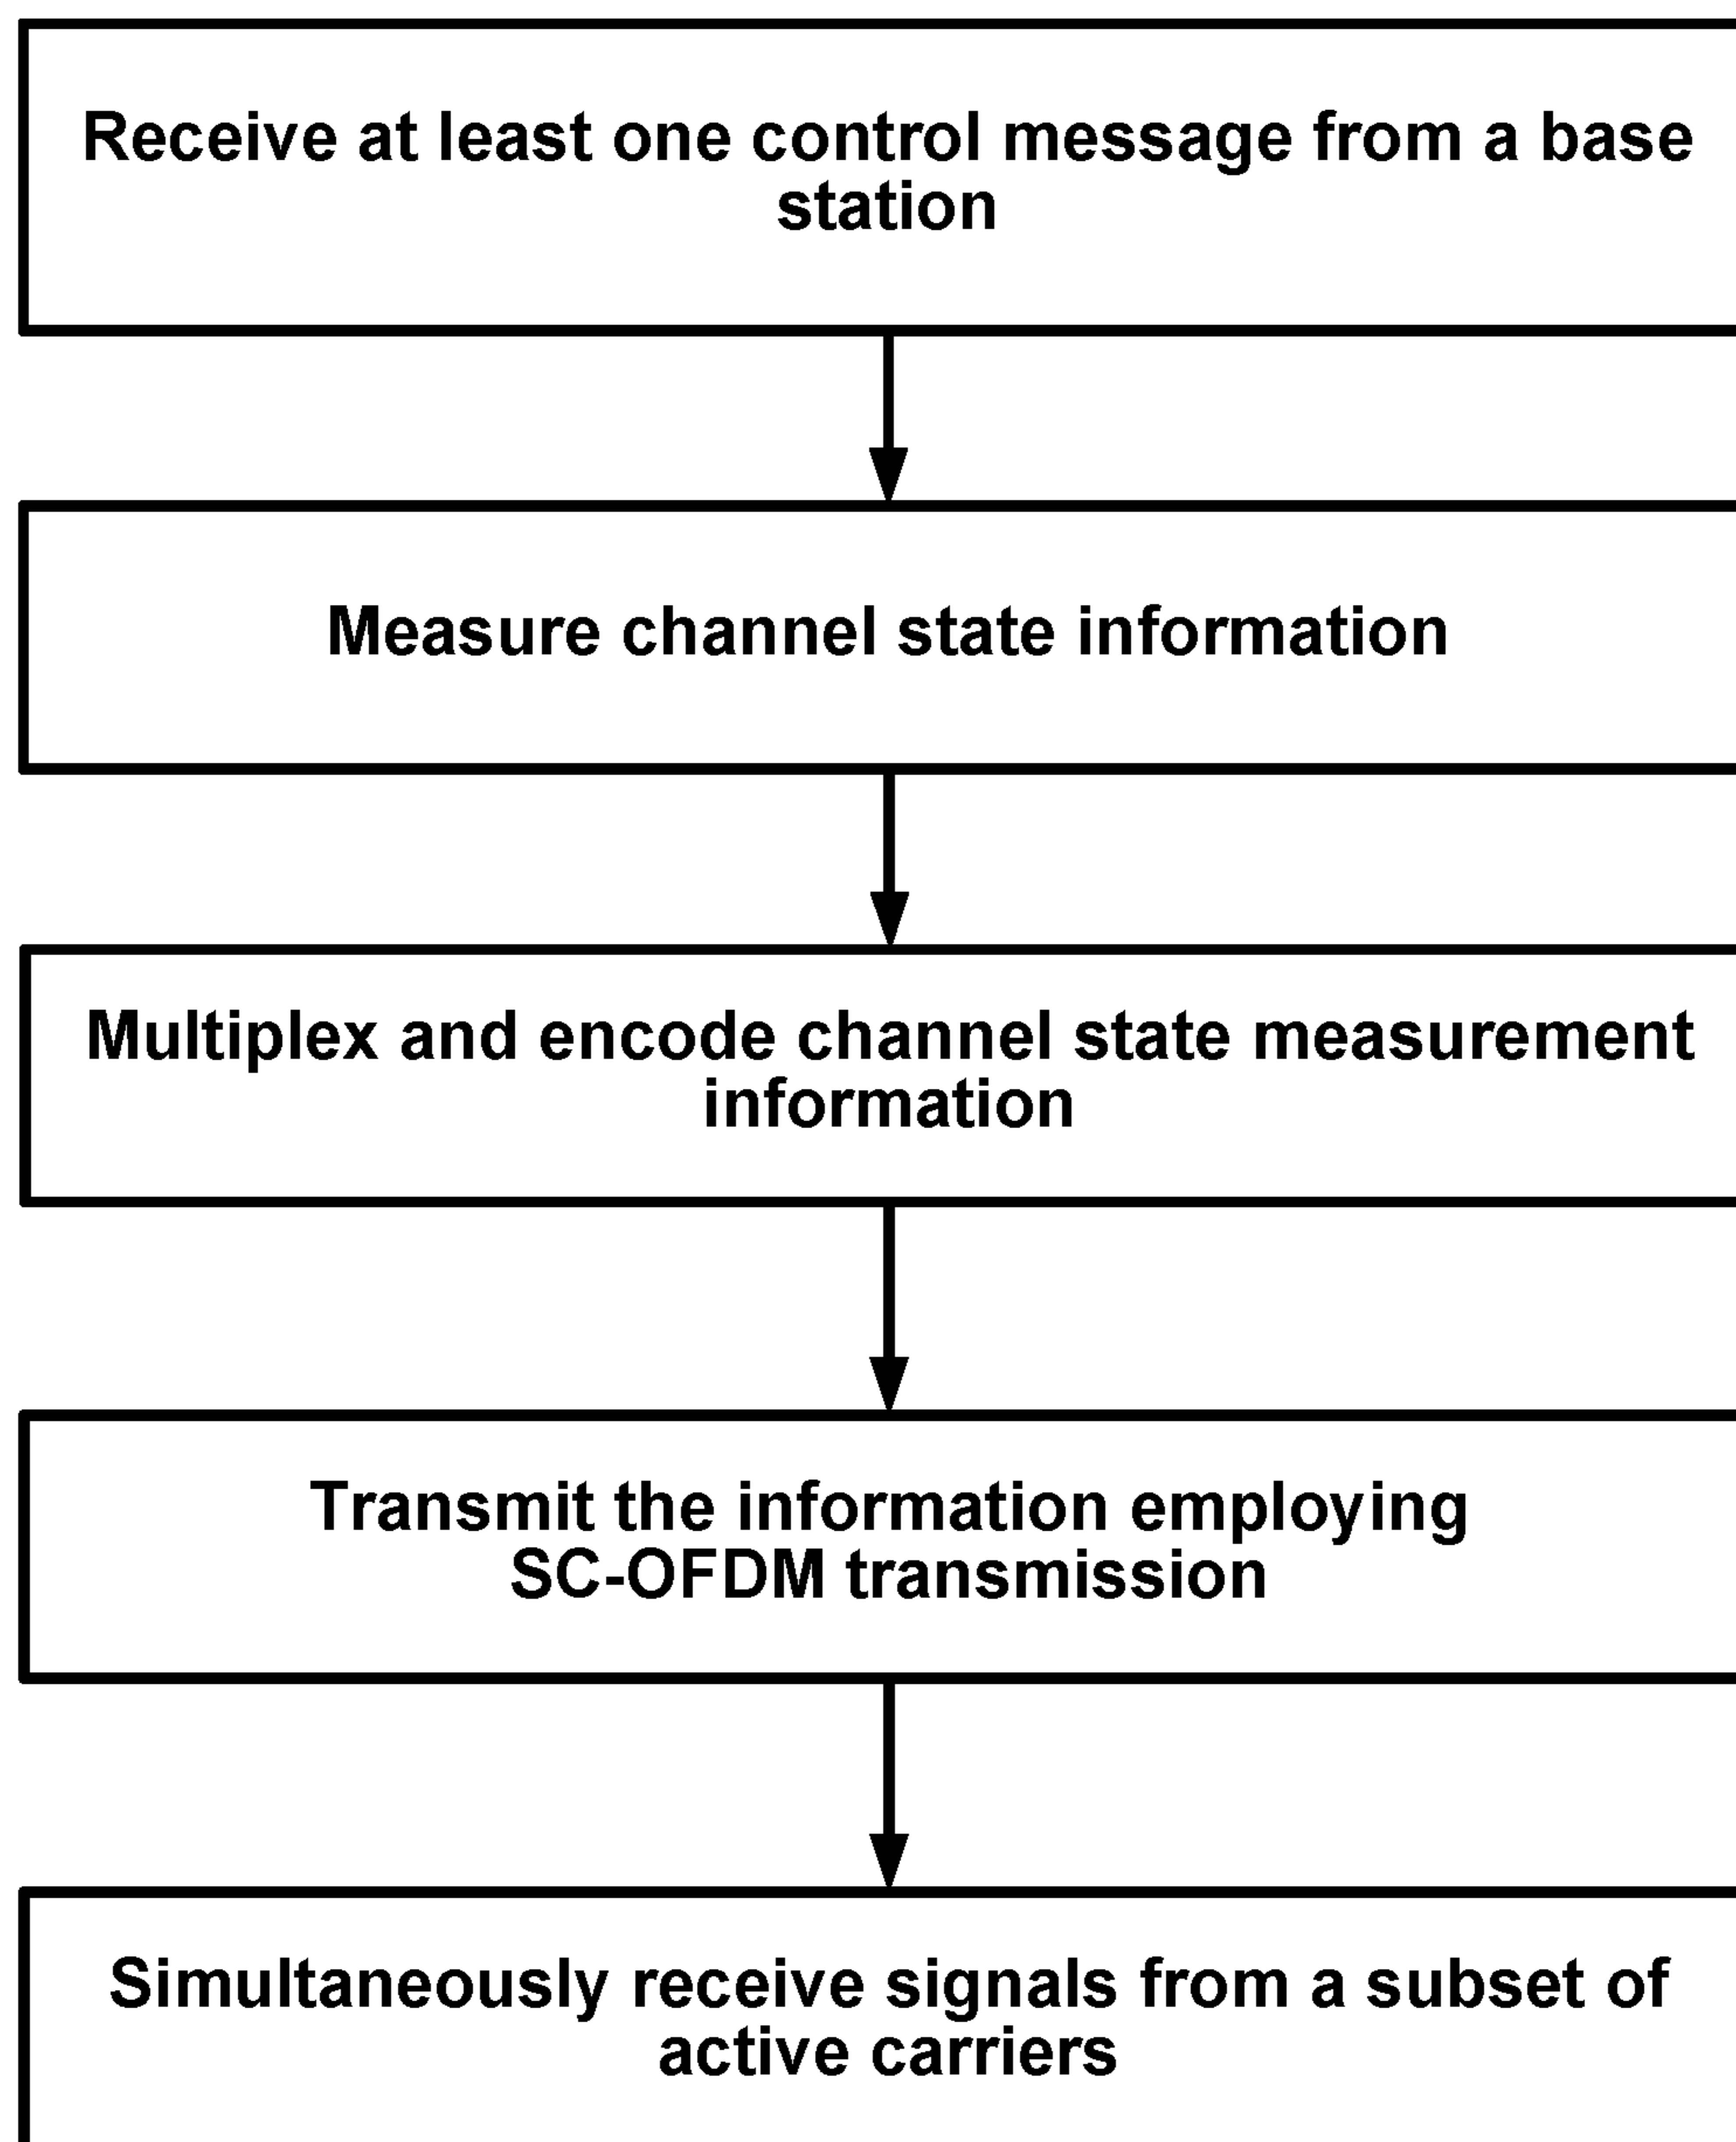 Receive at least one control message from a base
station
Measure channel state information
Multiplex and encode channel state measurement
information
Transmit the information employing
SC-OFDM transmission
Simultaneously receive signals from a subset of
active carriers